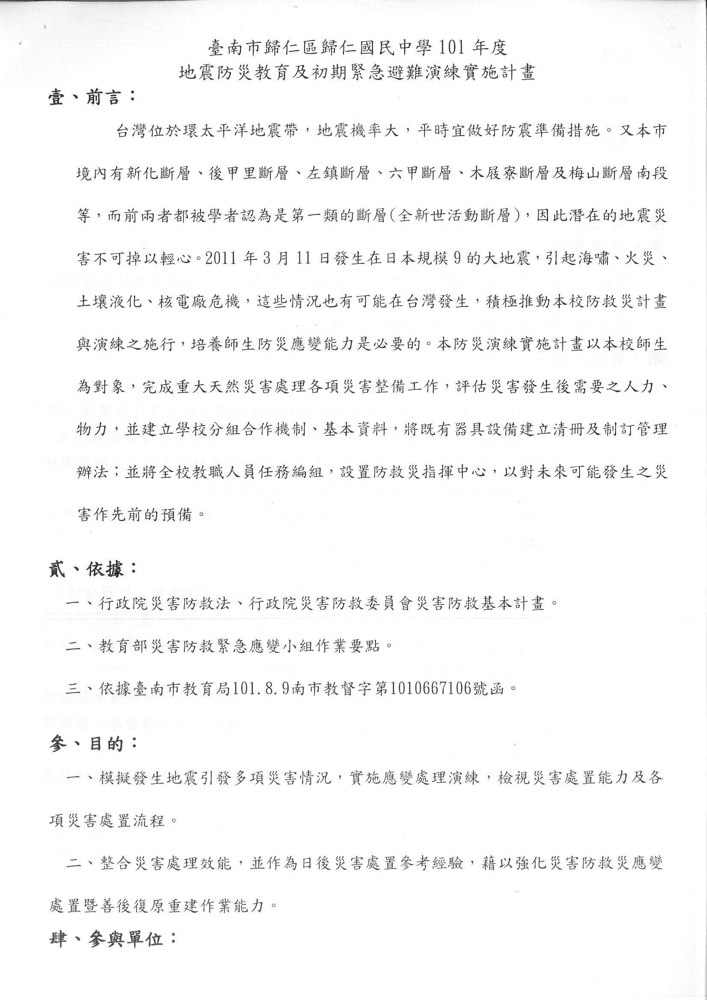 臺南市歸仁區歸仁國民中學101年度
地震防災教育及初期緊急避難演練實施計畫
壹、前言：
台灣位於環太平洋地震帶，地震機率大，平時宜做好防震準備措施。又本市
境內有新化斷層、後甲里斷層、左鎮斷層、六甲斷層、木屐寮斷層及梅山斷層南段
等，而前兩者都被學者認為是第一類的斷層(全新世活動斷層)，因此潛在的地震災
害不可掉以輕心。2011年3月11日發生在日本規模9的大地震，引起海嘯、火災、
土壤液化、核電廠危機，這些情況也有可能在台灣發生，積極推動本校防救災計畫
與演練之施行，培養師生防災應變能力是必要的。本防災演練實施計畫以本校師生
為對象，完成重大天然災害處理各項災害整備工作，評估災害發生後需要之人力、
物力，並建立學校分組合作機制、基本資料，將既有器具設備建立清冊及制訂管理
辦法；並將全校教職人員任務編組，設置防救災指揮中心，以對未來可能發生之災
害作先前的預備。
貳、依據：
一、行政院災害防救法、行政院災害防救委員會災害防救基本計畫。
二、教育部災害防救緊急應變小組作業要點。
三、依據臺南市教育局101.8.9南市教督字第1010667106號函。
參、目的：
一、模擬發生地震引發多項災害情況，實施應變處理演練，檢視災害處置能力及各
項災害處置流程。
二、整合災害處理效能，並作為日後災害處置參考經驗，藉以強化災害防救災應變
處置暨善後復原重建作業能力。
肆、參與單位：